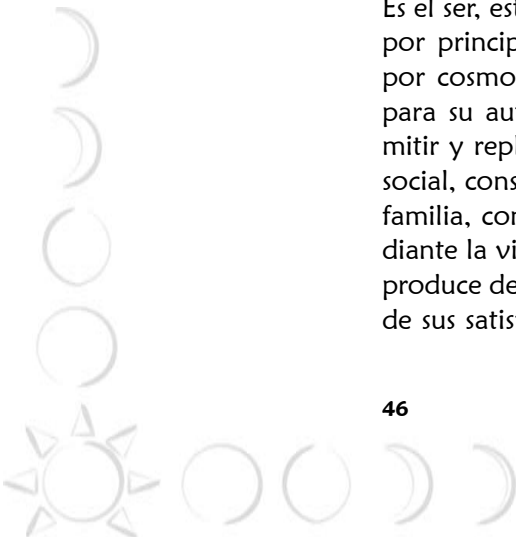 Es el ser, est
por princip
por cosmo
para su au
mitir y repl
social, cons
familia, con
diante la vi
produce de
de sus satis
46